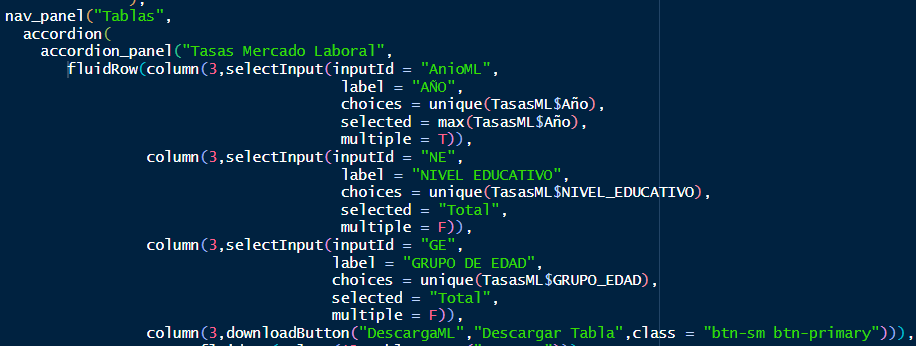 ),
nav_panel("Tablas",
accordion(
accordion_panel("Tasas Mercado Laboral",
fluidRow(column(3,selectInput(inputId = "AnioML",
label = "AÑO",
choices = unique(TasasML$Año),
selected = max(TasasML$Año),
multiple = T)),
column(3,selectInput(inputId = "NE",
label = "NIVEL EDUCATIVO",
choices = unique(TasasML$NIVEL_EDUCATIVO),
selected = "Total",
multiple = F)),
column(3,selectInput(inputId = "GE",
label = "GRUPO DE EDAD",
choices = unique(TasasML$GRUPO_EDAD),
selected = "Total",
multiple = F)),
column(3,downloadButton("DescargaML","Descargar Tabla",class = "btn-sm btn-primary"))),